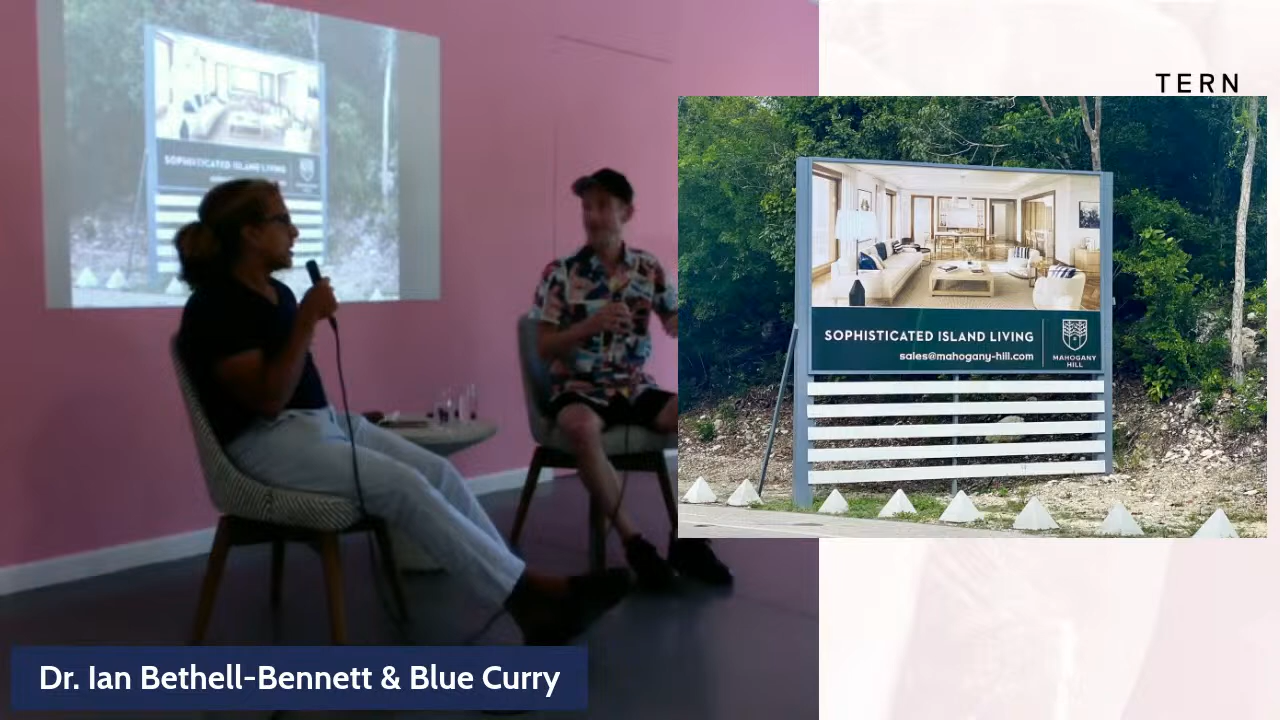 TERN
SOPHISTICATED ISLAND LIVING
SOPHISTICATED ISLAND LIVING
sales@mahogany-hill.com
MAHOGANY
HILL
Dr. Ian Bethell-Bennett & Blue Curry